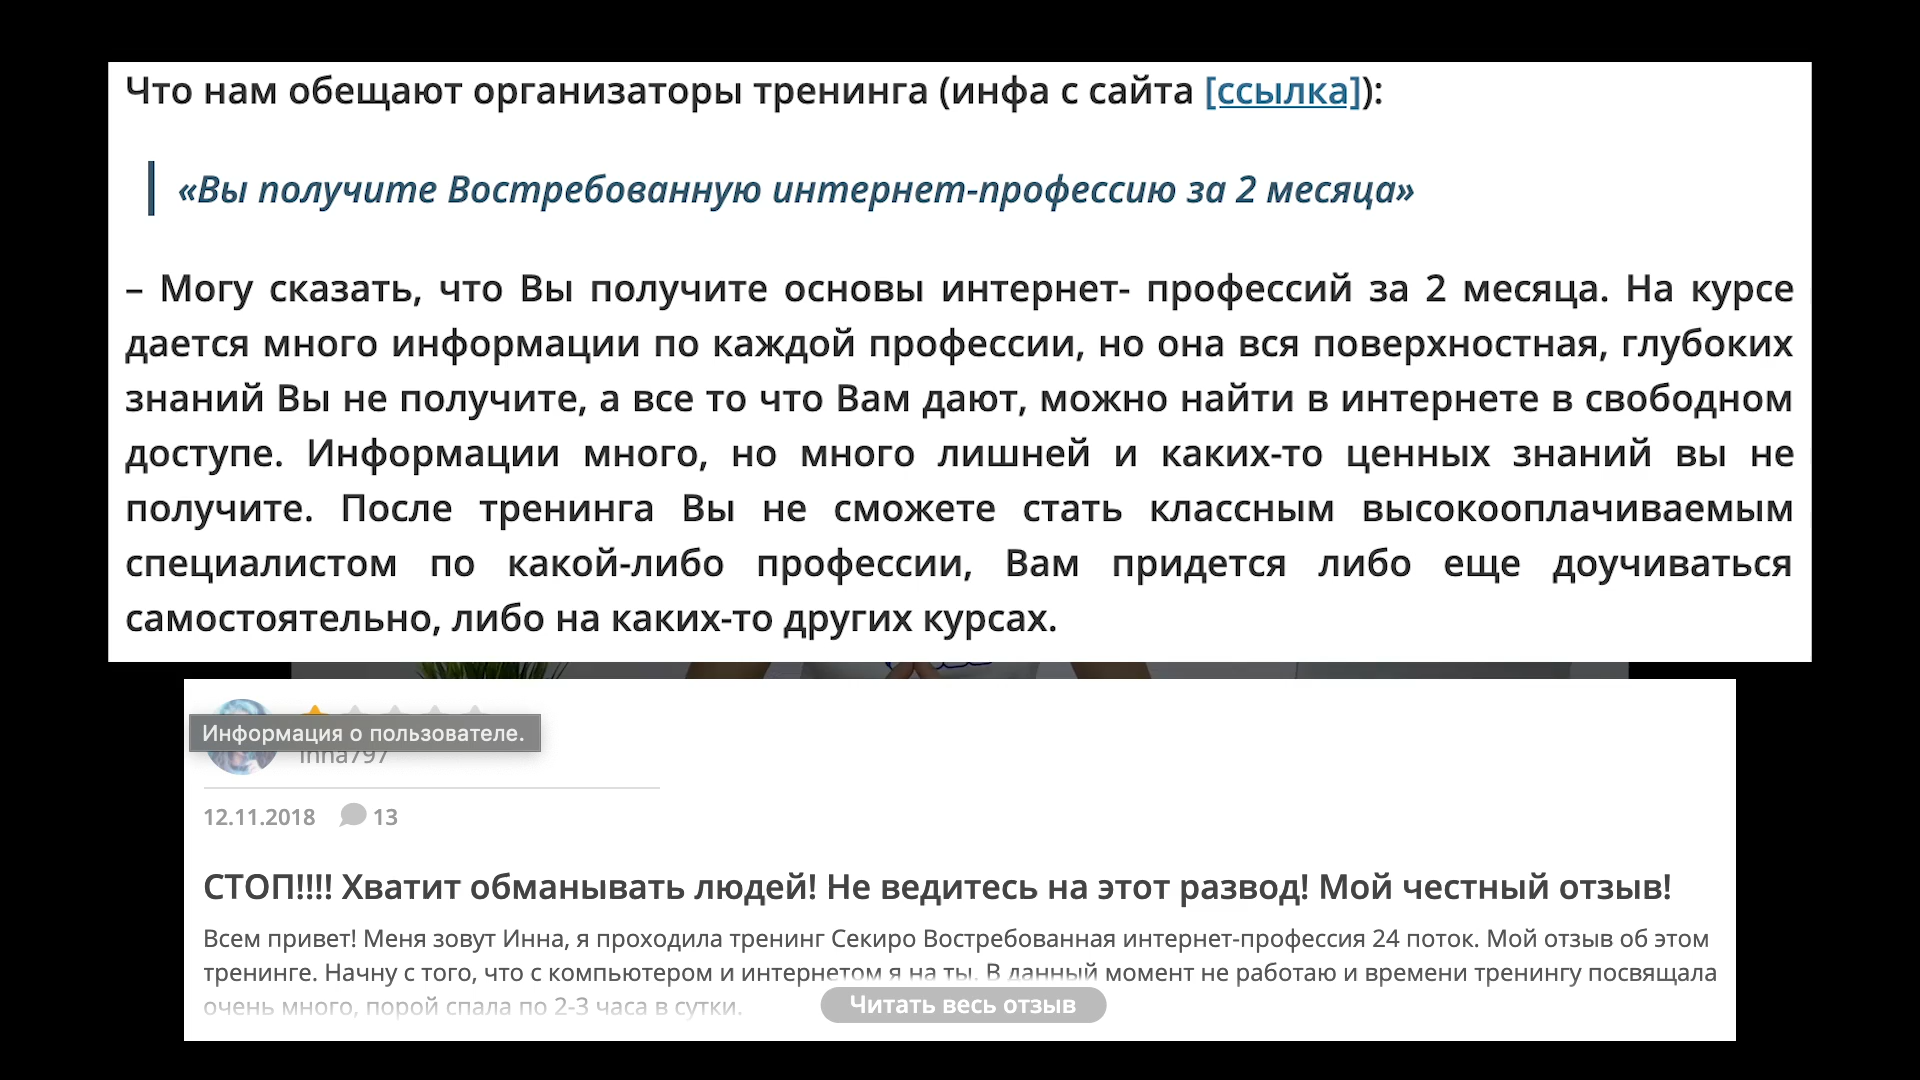 Что нам обещают организаторы тренинга (инфа с сайта [ссылка]):
«Вы получите Востребованную интернет-профессию за 2 месяца»
– Могу сказать, что Вы получите основы интернет- профессий за 2 месяца. На курсе
дается много информации по каждой профессии, но она вся поверхностная, глубоких
знаний Вы не получите, а все то что Вам дают, можно найти в интернете в свободном
доступе. Информации много, но много лишней и каких-то ценных знаний вы не
получите. После тренинга Вы не сможете стать классным высокооплачиваемым
специалистом по какой-либо профессии, Вам придется либо еще доучиваться
самостоятельно, либо на каких-то других курсах.
Информация о пользователе.
Inna797
12.11.2018 13
СТОП!!!! Хватит обманывать людей! Не ведитесь на этот развод! Мой честный отзыв!
Всем привет! Меня зовут Инна, я проходила тренинг Секиро Востребованная интернет-профессия 24 поток. Мой отзыв об этом
тренинге. Начну с того, что с компьютером и интернетом я на ты. В данный момент не работаю и времени тренингу посвящала
очень много, порой спала по 2-3 часа в сутки.
Читать весь отзыв